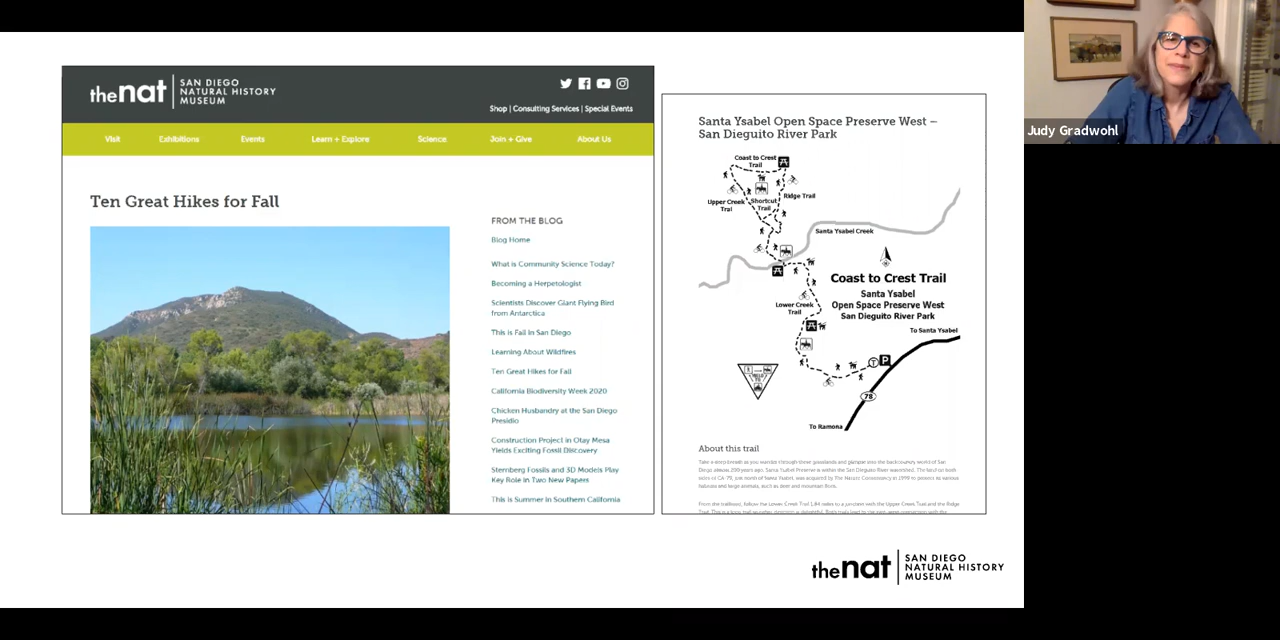 thenat
SAN DIEGO
NATURAL HISTORY
MUSEUM
Shop | Consulting Services | Special Events
Visit
Exhibitions
Events
Learn + Explore
Science
Join + Give
About Us
Ten Great Hikes for Fall
FROM THE BLOG
Blog Home
What is Community Science Today?
Becoming a Herpetologist
Scientists Discover Giant Flying Bird
from Antarctica
This is Fall in San Diego
Learning About Wildfires
Ten Great Hikes for Fall
California Biodiversity Week 2020
Chicken Husbandry at the San Diego
Presidio
Construction Project in Otay Mesa
Yields Exciting Fossil Discovery
Sternberg Fossils and 3D Models Play
Key Role in Two New Papers
This is Summer in Southern California
Santa Ysabel Open Space Preserve West –
San Dieguito River Park
Coast to Crest
Trail
Ridge Trail
Upper Creek
Trail
Shortcut
Trail
Santa Ysabel Creek
Coast to Crest Trail
Santa Ysabel
Open Space Preserve West
San Dieguito River Park
Lower Creek
Trail
To Santa Ysabel
T
P
78
To Ramona
About this trail
thenat
SAN DIEGO
NATURAL HISTORY
MUSEUM
Judy Gradwohl